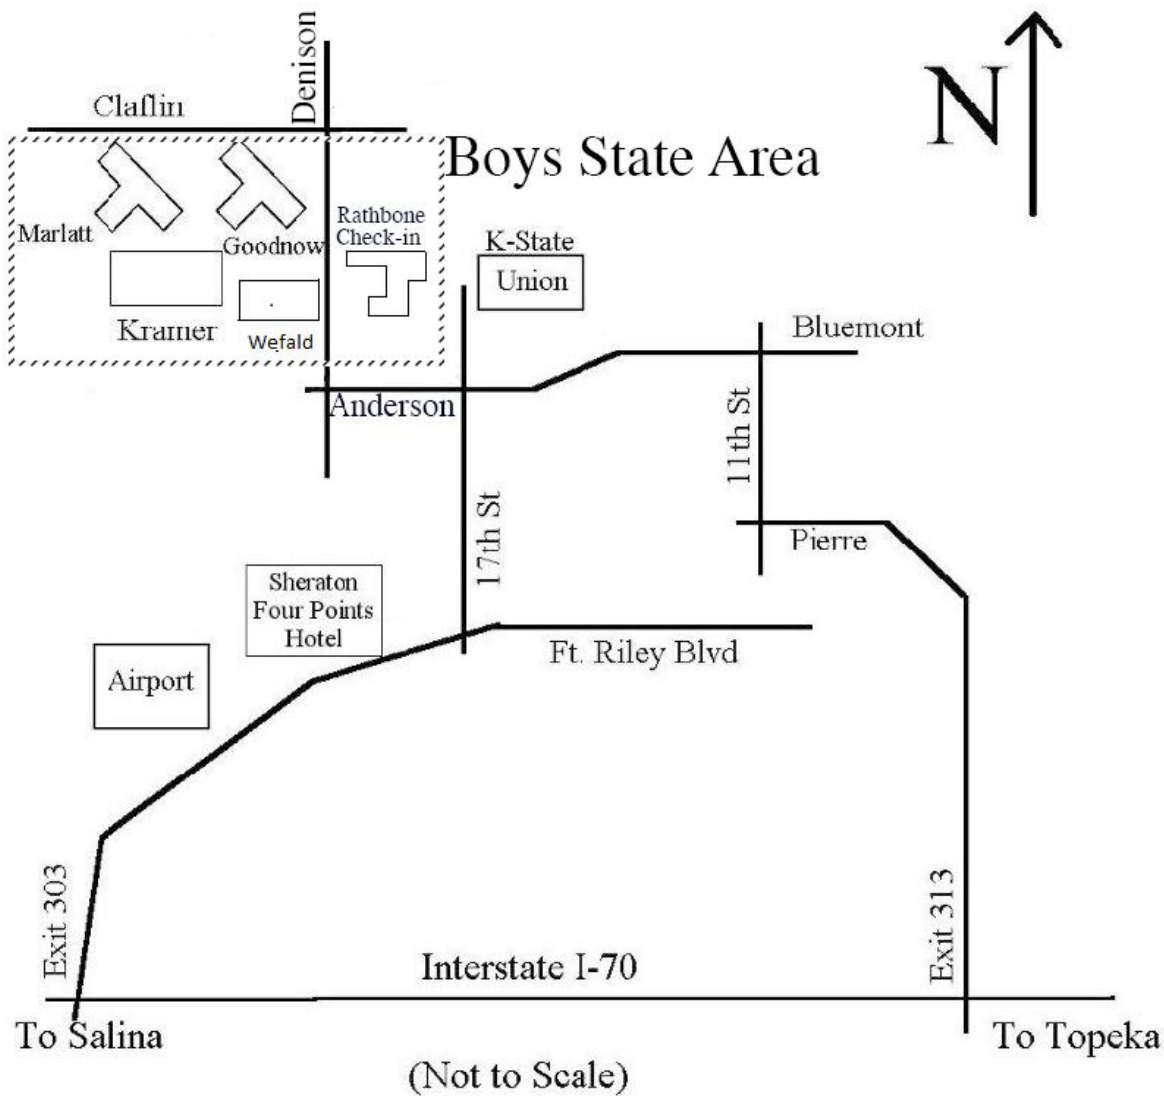 N
Denison
Claflin
Boys State Area
Marlatt
Goodnow
Rathbone
Check-in
K-State
Union
Kramer
Wefald
Bluemont
Anderson
11th St
17th St
Pierre
Sheraton
Four Points
Hotel
Ft. Riley Blvd
Airport
Exit 303
Exit 313
Interstate I-70
To Salina
To Topeka
(Not to Scale)